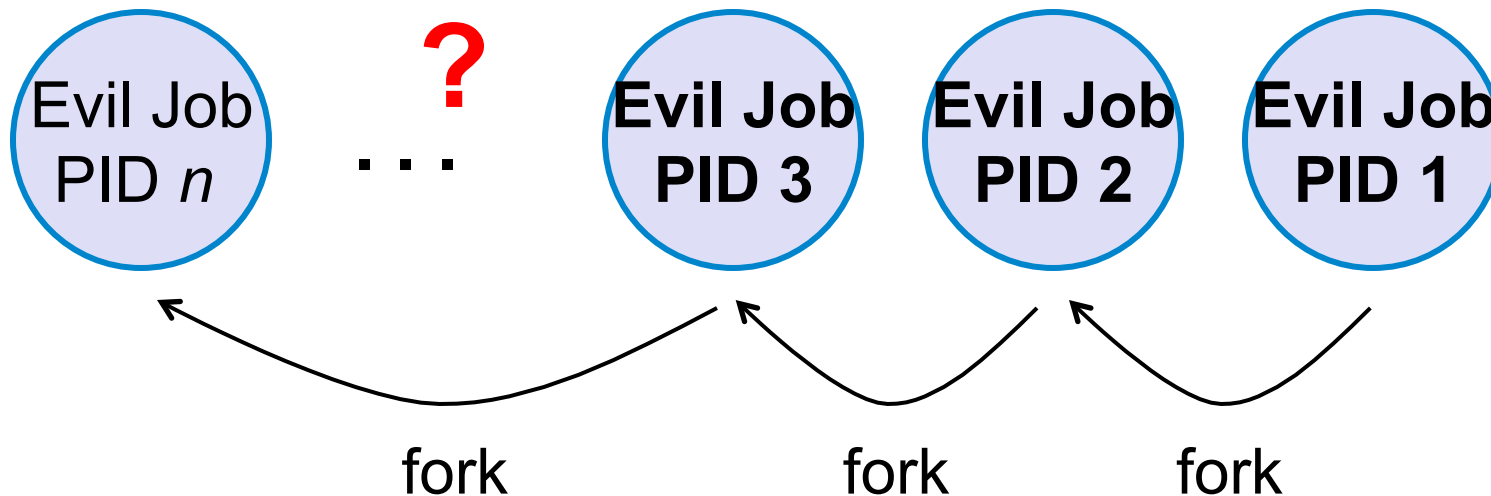 ?
Evil Job
PID n
. . .
Evil Job
PID 3
Evil Job
PID 2
Evil Job
PID 1
fork
fork
fork